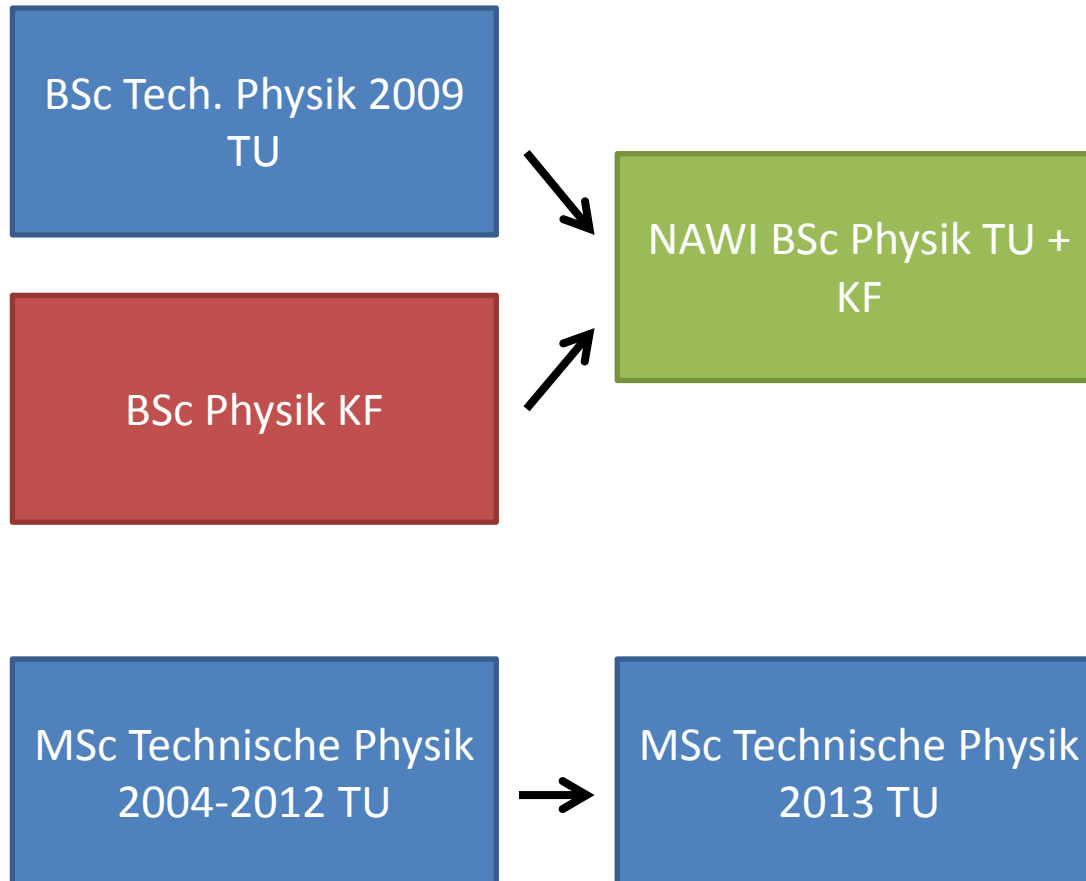 BSc Tech. Physik 2009
TU
NAWI BSc Physik TU +
KF
BSc Physik KF
MSc Technische Physik
2004-2012 TU
MSc Technische Physik
2013 TU